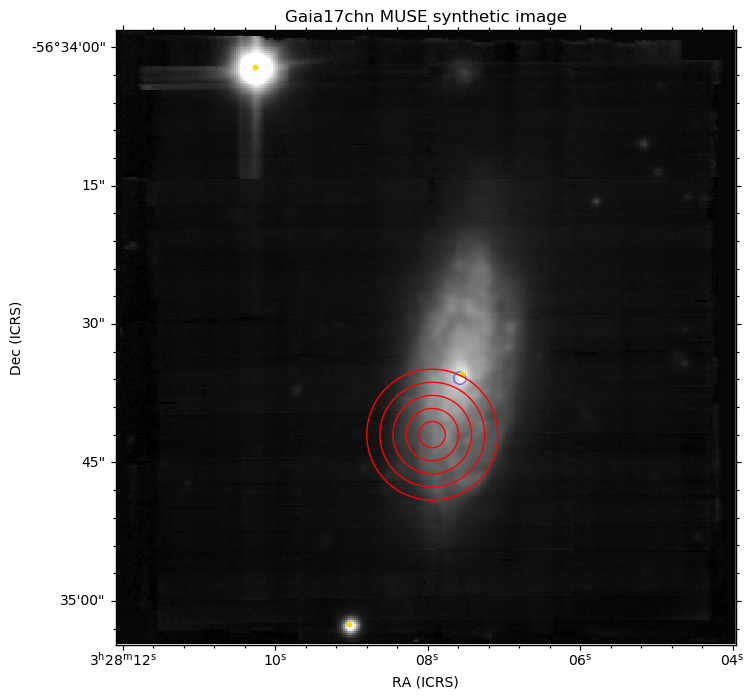 Gaia17chn MUSE synthetic image
-56°34'00"
15"
30"
45"
35'00"
Dec (ICRS)
3ʰ28ᵐ12ˢ
10ˢ
08ˢ
06ˢ
04ˢ
RA (ICRS)